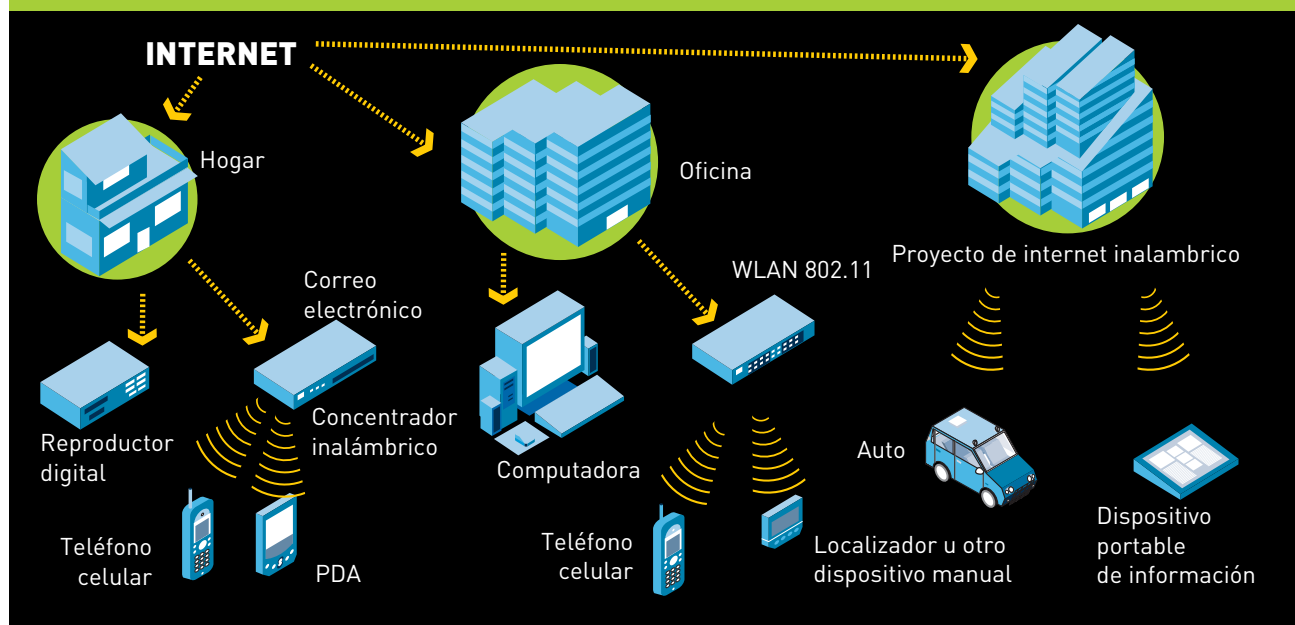 INTERNET
Hogar
Oficina
Proyecto de internet inalambrico
Correo
electrónico
WLAN 802.11
Reproductor
digital
Concentrador
inalámbrico
Computadora
Auto
Teléfono
celular
PDA
Teléfono
celular
Localizador u otro
dispositivo manual
Dispositivo
portable
de información